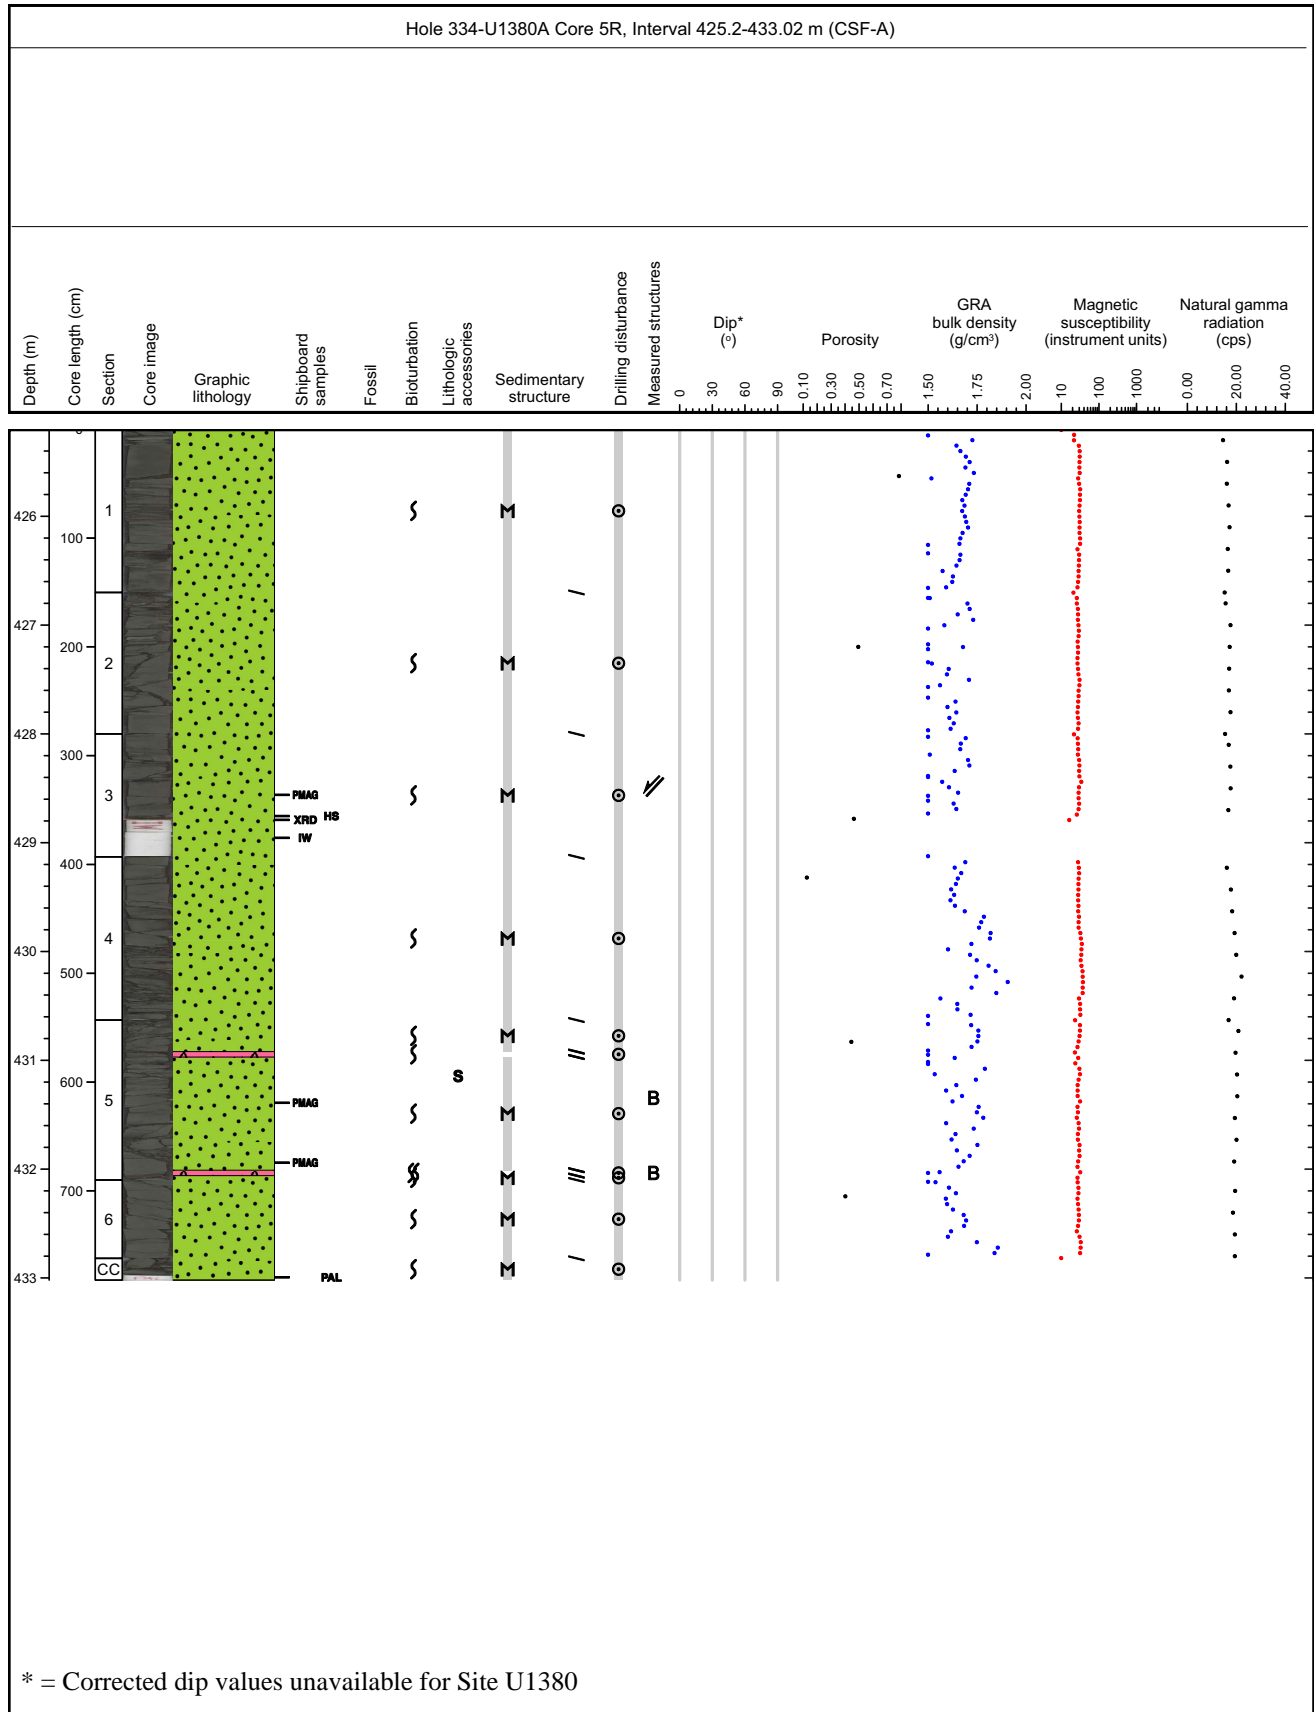 Hole 334-U1380A Core 5R, Interval 425.2-433.02 m (CSF-A)
Depth (m)
Core length (cm)
Section
Core image
Graphic
lithology
Shipboard
samples
Fossil
Bioturbation
Lithologic
accessories
Sedimentary
structure
Drilling disturbance
Measured structures
Dip*
(o)
0
30
60
90
Porosity
0.10
0.30
0.50
0.70
GRA
bulk density
(g/cm³)
1.50
1.75
2.00
Magnetic
susceptibility
(instrument units)
10
100
1000
Natural gamma
radiation
(cps)
0.00
20.00
40.00
0
1
426
M
100
427
200
2
M
428
300
3
PMAG
M
HS
XRD
IW
429
400
4
M
430
500
M
431
S
600
5
B
PMAG
M
PMAG
432
B
M
700
6
M
CC
M
433
PAL
* = Corrected dip values unavailable for Site U1380